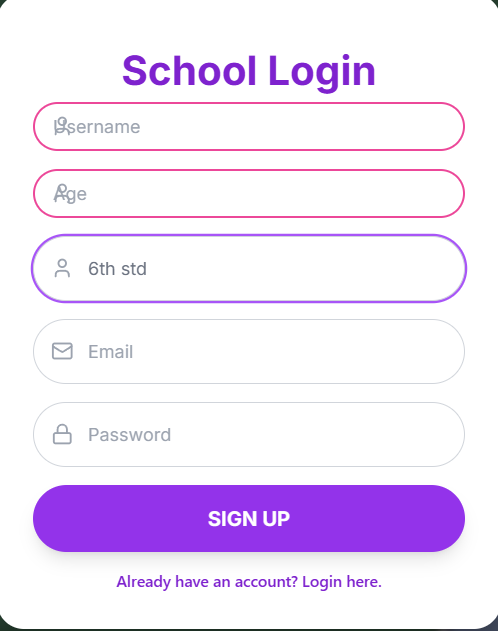 School Login
Username
Age
6th std
Email
Password
SIGN UP
Already have an account? Login here.